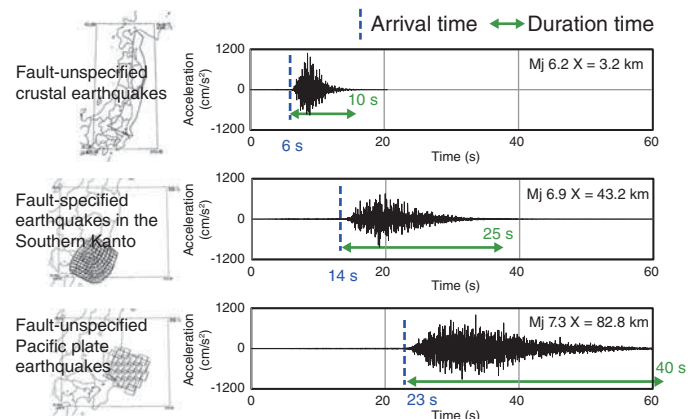 Arrival time Duration time
Fault-unspecified
crustal earthquakes
Acceleration
(cm/s²)
1200
0
-1200
Mj 6.2 X = 3.2 km
10 s
6 s
0 20 40 60
Time (s)
Fault-specified
earthquakes in the
Southern Kanto
Acceleration
(cm/s²)
1200
0
-1200
Mj 6.9 X = 43.2 km
25 s
14 s
0 20 40 60
Time (s)
Fault-unspecified
Pacific plate
earthquakes
Acceleration
(cm/s²)
1200
0
-1200
Mj 7.3 X = 82.8 km
40 s
23 s
0 20 40 60
Time (s)